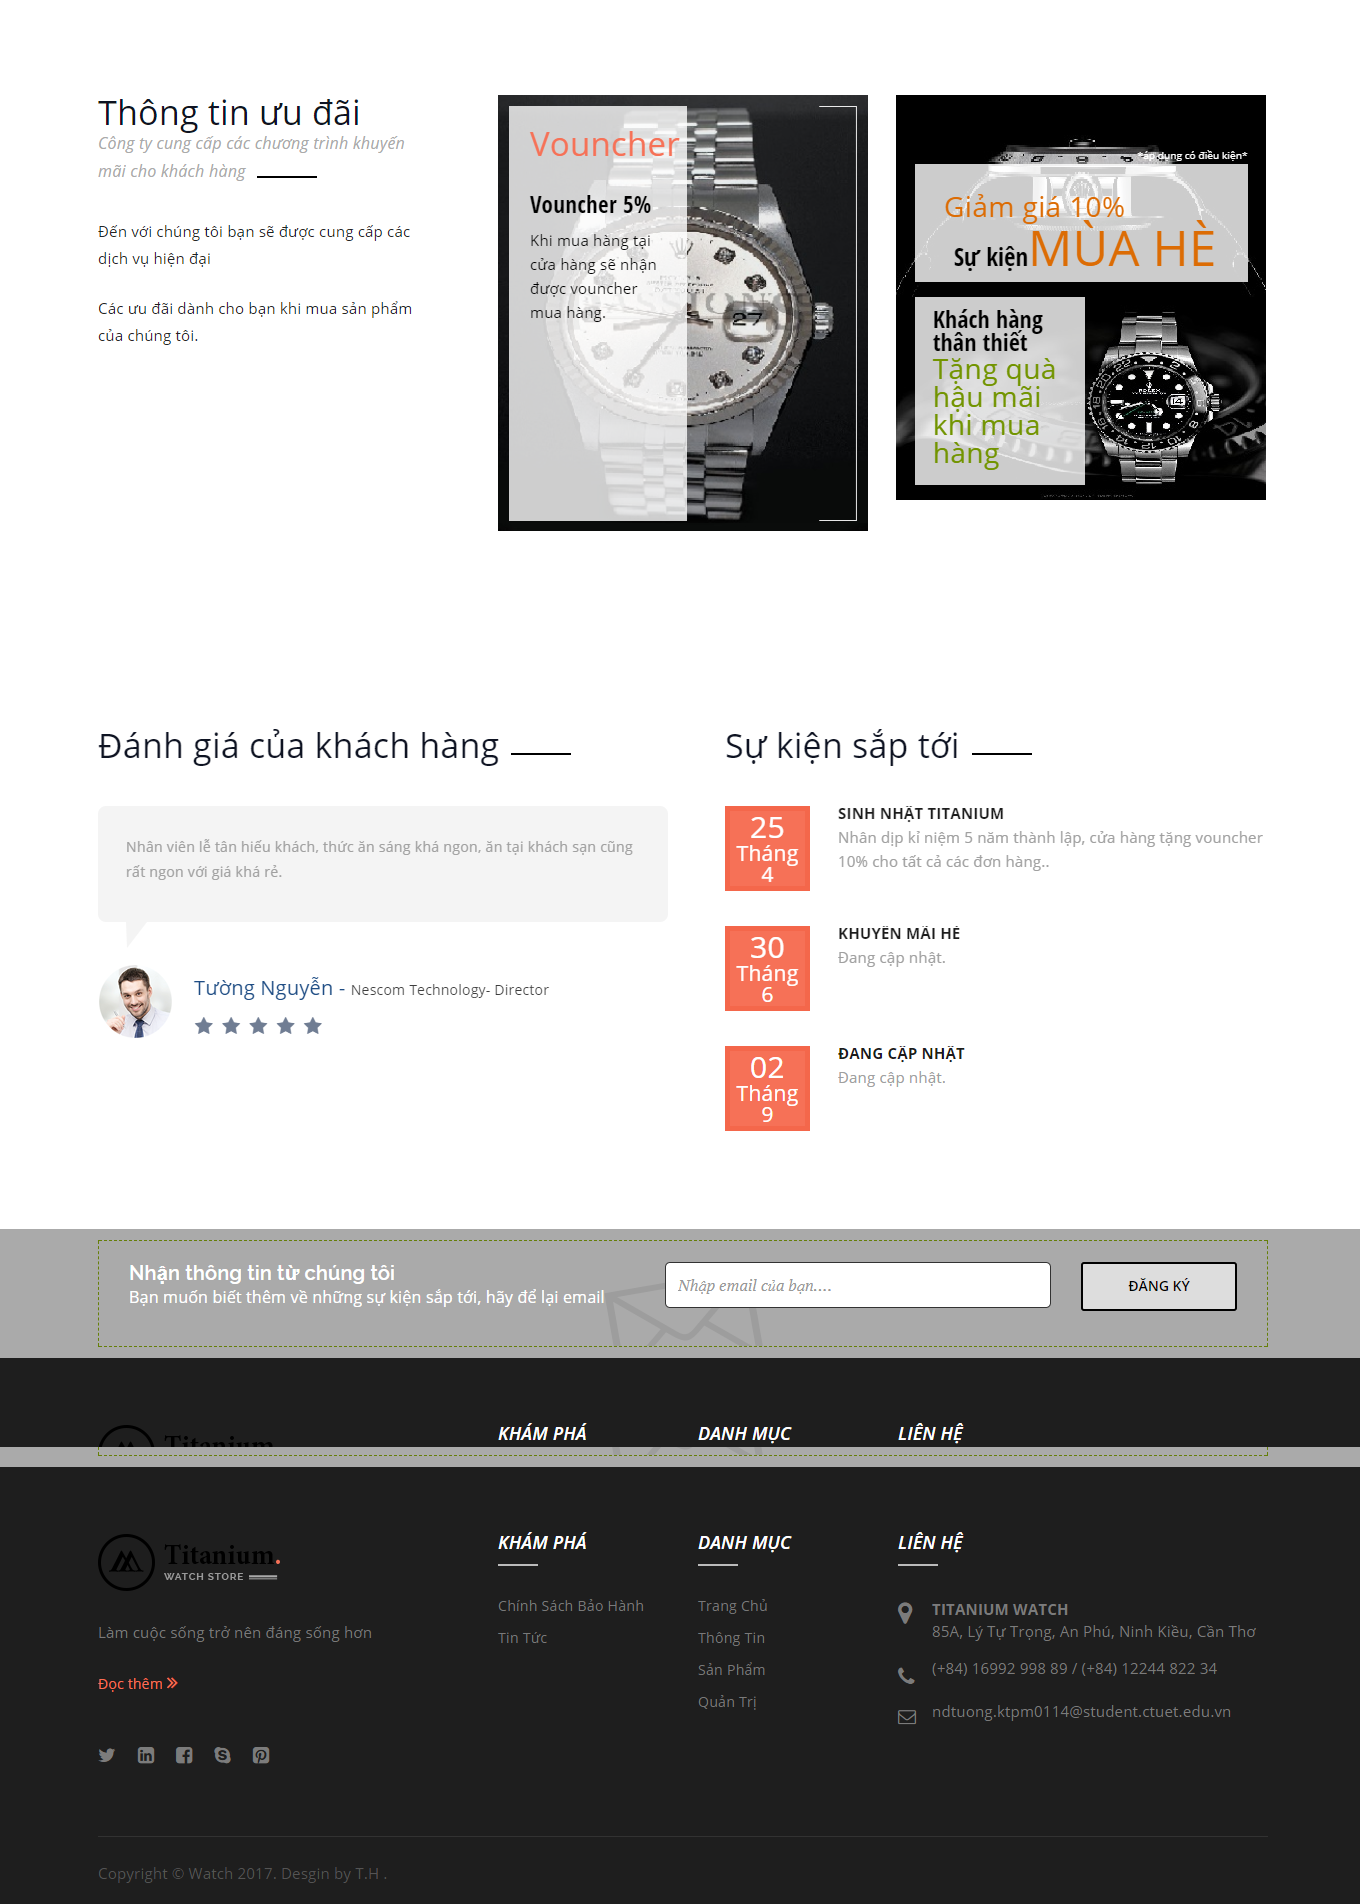 Thông tin ưu đãi
Công ty cung cấp các chương trình khuyến
mãi cho khách hàng
Đến với chúng tôi bạn sẽ được cung cấp các
dịch vụ hiện đại
Các ưu đãi dành cho bạn khi mua sản phẩm
của chúng tôi.
Vouncher
Vouncher 5%
Khi mua hàng tại
cửa hàng sẽ nhận
được voucher
mua hàng.
27
*áp dụng có điều kiện*
Giảm giá 10%
Sự kiện MÙA HÈ
Khách hàng
thân thiết
Tặng quà
hậu mãi
khi mua
hàng
Đánh giá của khách hàng
Nhân viên lễ tân hiếu khách, thức ăn sáng khá ngon, ăn tại khách sạn cũng
rất ngon với giá khá rẻ.
Tường Nguyễn - Nescom Technology- Director
Sự kiện sắp tới
25
Tháng
4
SINH NHẬT TITANIUM
Nhân dịp kỉ niệm 5 năm thành lập, cửa hàng tặng vouncher
10% cho tất cả các đơn hàng..
30
Tháng
6
KHUYẾN MÃI HÈ
Đang cập nhật.
02
Tháng
9
ĐANG CẬP NHẬT
Đang cập nhật.
Nhận thông tin từ chúng tôi
Bạn muốn biết thêm về những sự kiện sắp tới, hãy để lại email
Nhập email của bạn....
ĐĂNG KÝ
Titanium
KHÁM PHÁ
DANH MỤC
LIÊN HỆ
Titanium.
WATCH STORE
Làm cuộc sống trở nên đáng sống hơn
Đọc thêm
KHÁM PHÁ
Chính Sách Bảo Hành
Tin Tức
DANH MỤC
Trang Chủ
Thông Tin
Sản Phẩm
Quản Trị
LIÊN HỆ
TITANIUM WATCH
85A, Lý Tự Trọng, An Phú, Ninh Kiều, Cần Thơ
(+84) 16992 998 89 / (+84) 12244 822 34
ndtuong.ktpm0114@student.ctuet.edu.vn
Copyright © Watch 2017. Desgin by T.H .